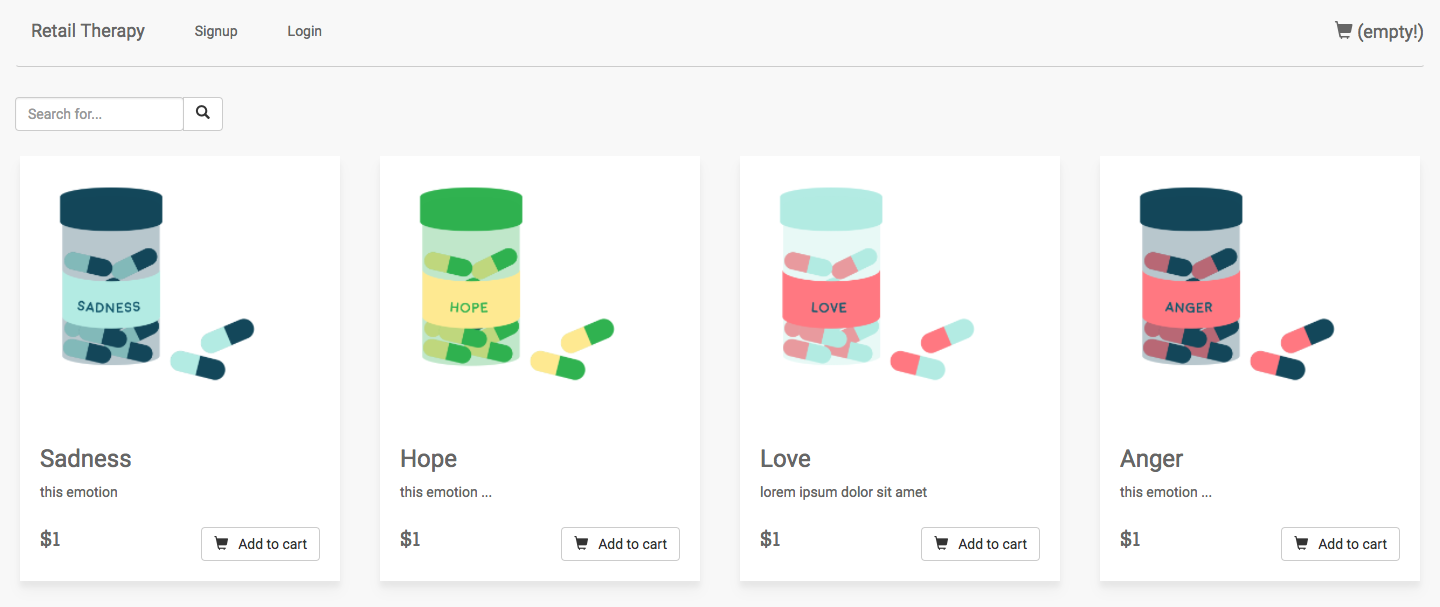 Retail Therapy Signup Login (empty!)
Search for...
SADNESS HOPE LOVE ANGER
Sadness Hope Love Anger
this emotion this emotion ... lorem ipsum dolor sit amet this emotion ...
$1 Add to cart $1 Add to cart $1 Add to cart $1 Add to cart